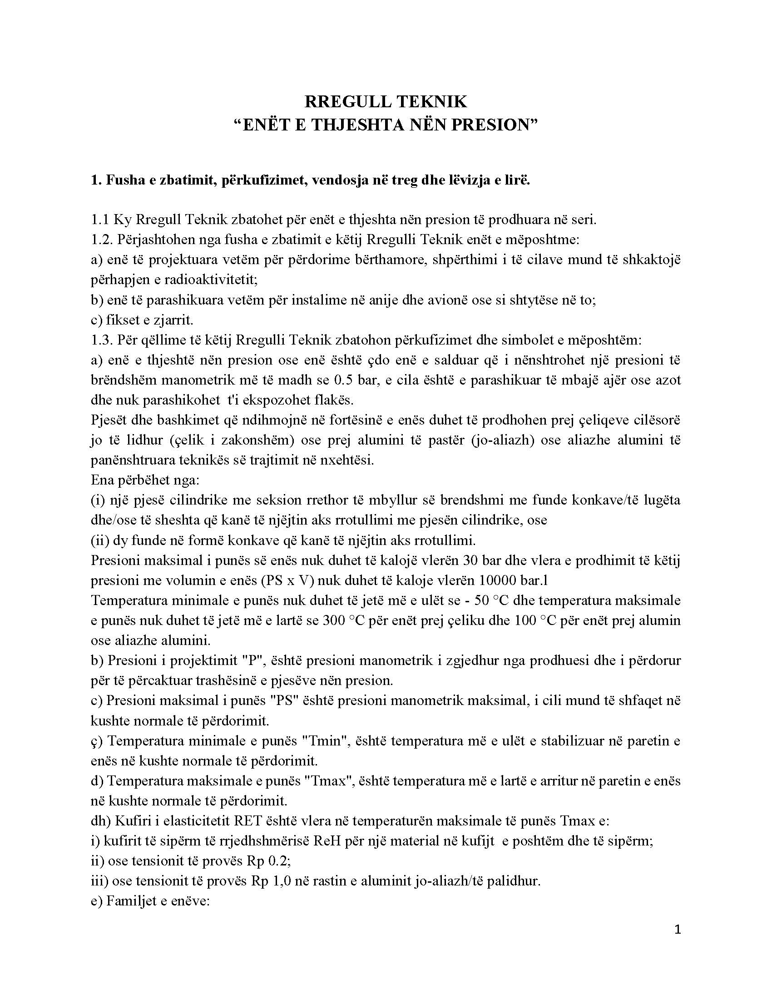 RREGULL TEKNIK
“ENËT E THJESHTA NËN PRESION”
1. Fusha e zbatimit, përkufizimet, vendosja në treg dhe lëvizja e lirë.
1.1 Ky Rregull Teknik zbatohet për enët e thjeshta nën presion të prodhuara në seri.
1.2. Përjashtohen nga fusha e zbatimit e këtij Rregulli Teknik enët e mëposhtme:
a) enë të projektuara vetëm për përdorime bërthamore, shpërthimi i të cilave mund të shkaktojë
përhapjen e radioaktivitetit;
b) enë të parashikuara vetëm për instalime në anije dhe avionë ose si shtytëse në to;
c) fikset e zjarrit.
1.3. Për qëllime të këtij Rregulli Teknik zbatohon përkufizimet dhe simbolet e mëposhtëm:
a) enë e thjeshtë nën presion ose enë është çdo enë e salduar që i nënshtrohet një presioni të
brëndshëm manometrik më të madh se 0.5 bar, e cila është e parashikuar të mbajë ajër ose azot
dhe nuk parashikohet  t'i ekspozohet flakës.
Pjesët dhe bashkimet që ndihmojnë në fortësinë e enës duhet të prodhohen prej çeliqeve cilësorë
jo të lidhur (çelik i zakonshëm) ose prej alumini të pastër (jo-aliazh) ose aliazhe alumini të
panënshtruara teknikës së trajtimit në nxehtësi.
Ena përbëhet nga:
(i) një pjesë cilindrike me seksion rrethor të mbyllur së brendshmi me funde konkave/të lugëta
dhe/ose të sheshta që kanë të njëjtin aks rrotullimi me pjesën cilindrike, ose
(ii) dy funde në formë konkave që kanë të njëjtin aks rrotullimi.
Presioni maksimal i punës së enës nuk duhet të kalojë vlerën 30 bar dhe vlera e prodhimit të këtij
presioni me volumin e enës (PS x V) nuk duhet të kaloje vlerën 10000 bar.l
Temperatura minimale e punës nuk duhet të jetë më e ulët se - 50 °C dhe temperatura maksimale
e punës nuk duhet të jetë më e lartë se 300 °C për enët prej çeliku dhe 100 °C për enët prej alumin
ose aliazhe alumini.
b) Presioni i projektimit "P", është presioni manometrik i zgjedhur nga prodhuesi dhe i përdorur
për të përcaktuar trashësinë e pjesëve nën presion.
c) Presioni maksimal i punës "PS" është presioni manometrik maksimal, i cili mund të shfaqet në
kushte normale të përdorimit.
ç) Temperatura minimale e punës "Tmin", është temperatura më e ulët e stabilizuar në paretin e
enës në kushte normale të përdorimit.
d) Temperatura maksimale e punës "Tmax", është temperatura më e lartë e arritur në paretin e enës
në kushte normale të përdorimit.
dh) Kufiri i elasticitetit RET është vlera në temperaturën maksimale të punës Tmax e:
i) kufirit të sipërm të rrjedhshmërisë ReH për një material në kufijt  e poshtëm dhe të sipërm;
ii) ose tensionit të provës Rp 0.2;
iii) ose tensionit të provës Rp 1,0 në rastin e aluminit jo-aliazh/të palidhur.
e) Familjet e enëve:
1